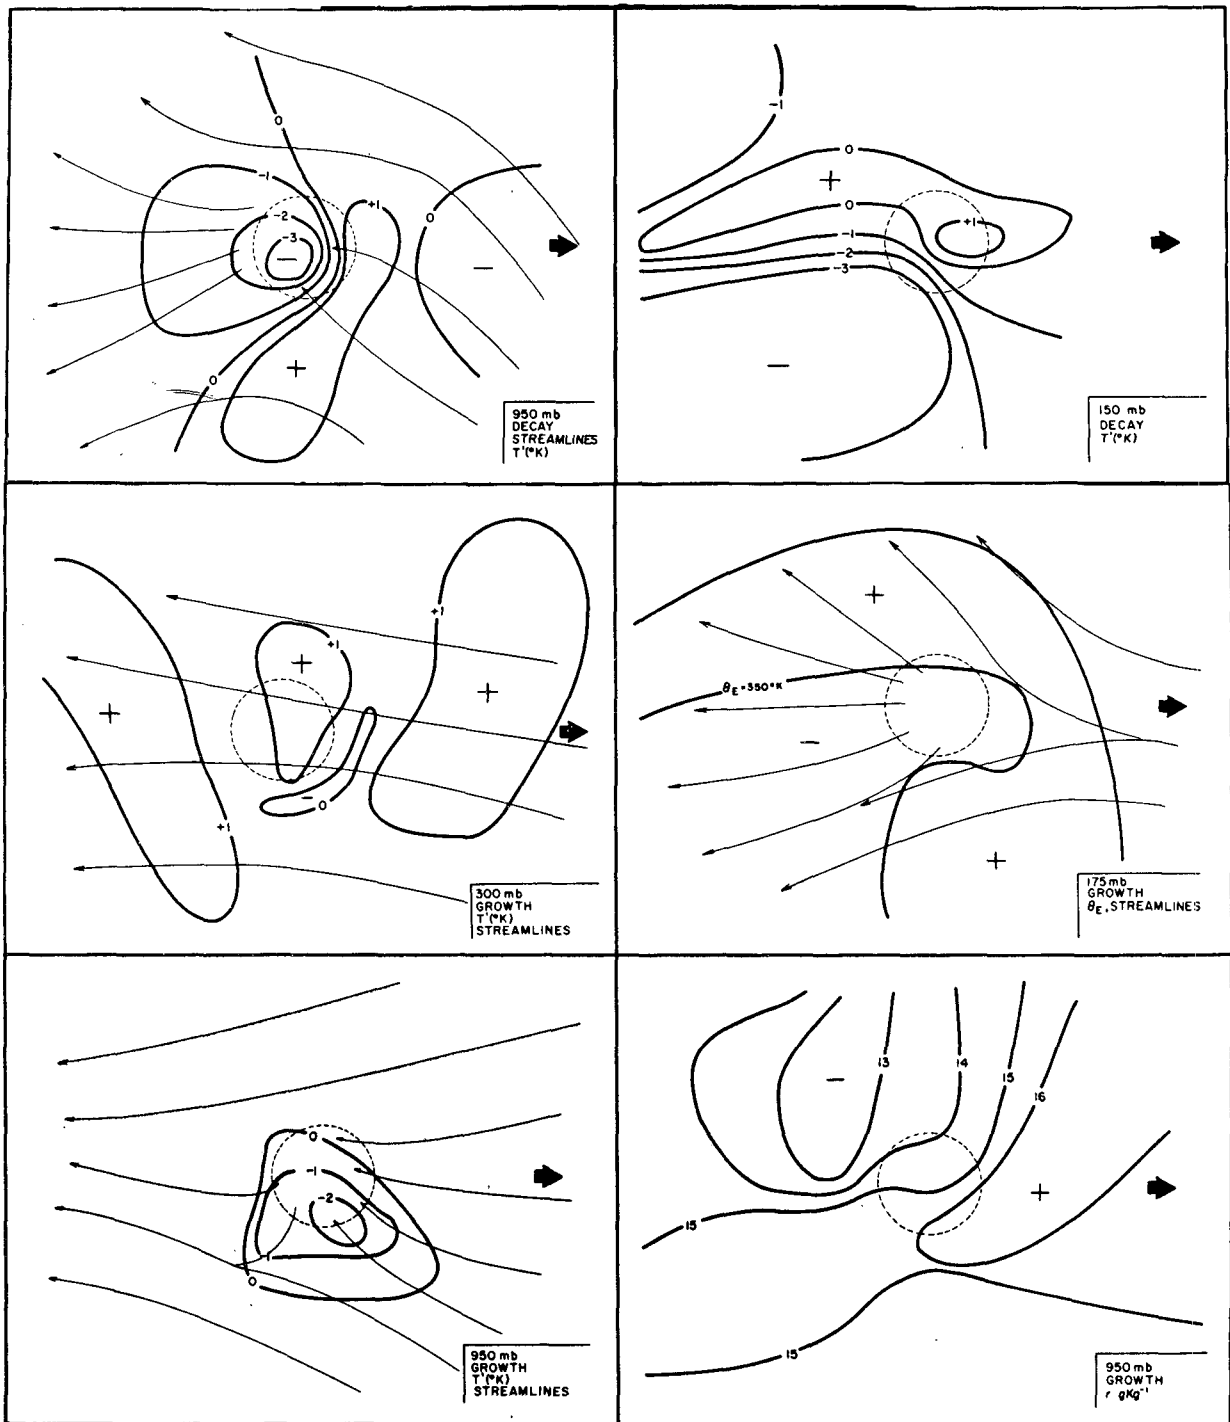 0
-1
-2
-3
+1
0
0
950 mb
DECAY
STREAMLINES
T'(°K)
-1
0
0
-1
-2
-3
+1
150 mb
DECAY
T'(°K)
+1
+1
+1
0
300 mb
GROWTH
T'(°K)
STREAMLINES
θE=350°K
175mb
GROWTH
θE, STREAMLINES
0
-1
-2
-1
0
950 mb
GROWTH
T'(°K)
STREAMLINES
13
14
15
16
15
15
950 mb
GROWTH
r gKg⁻¹